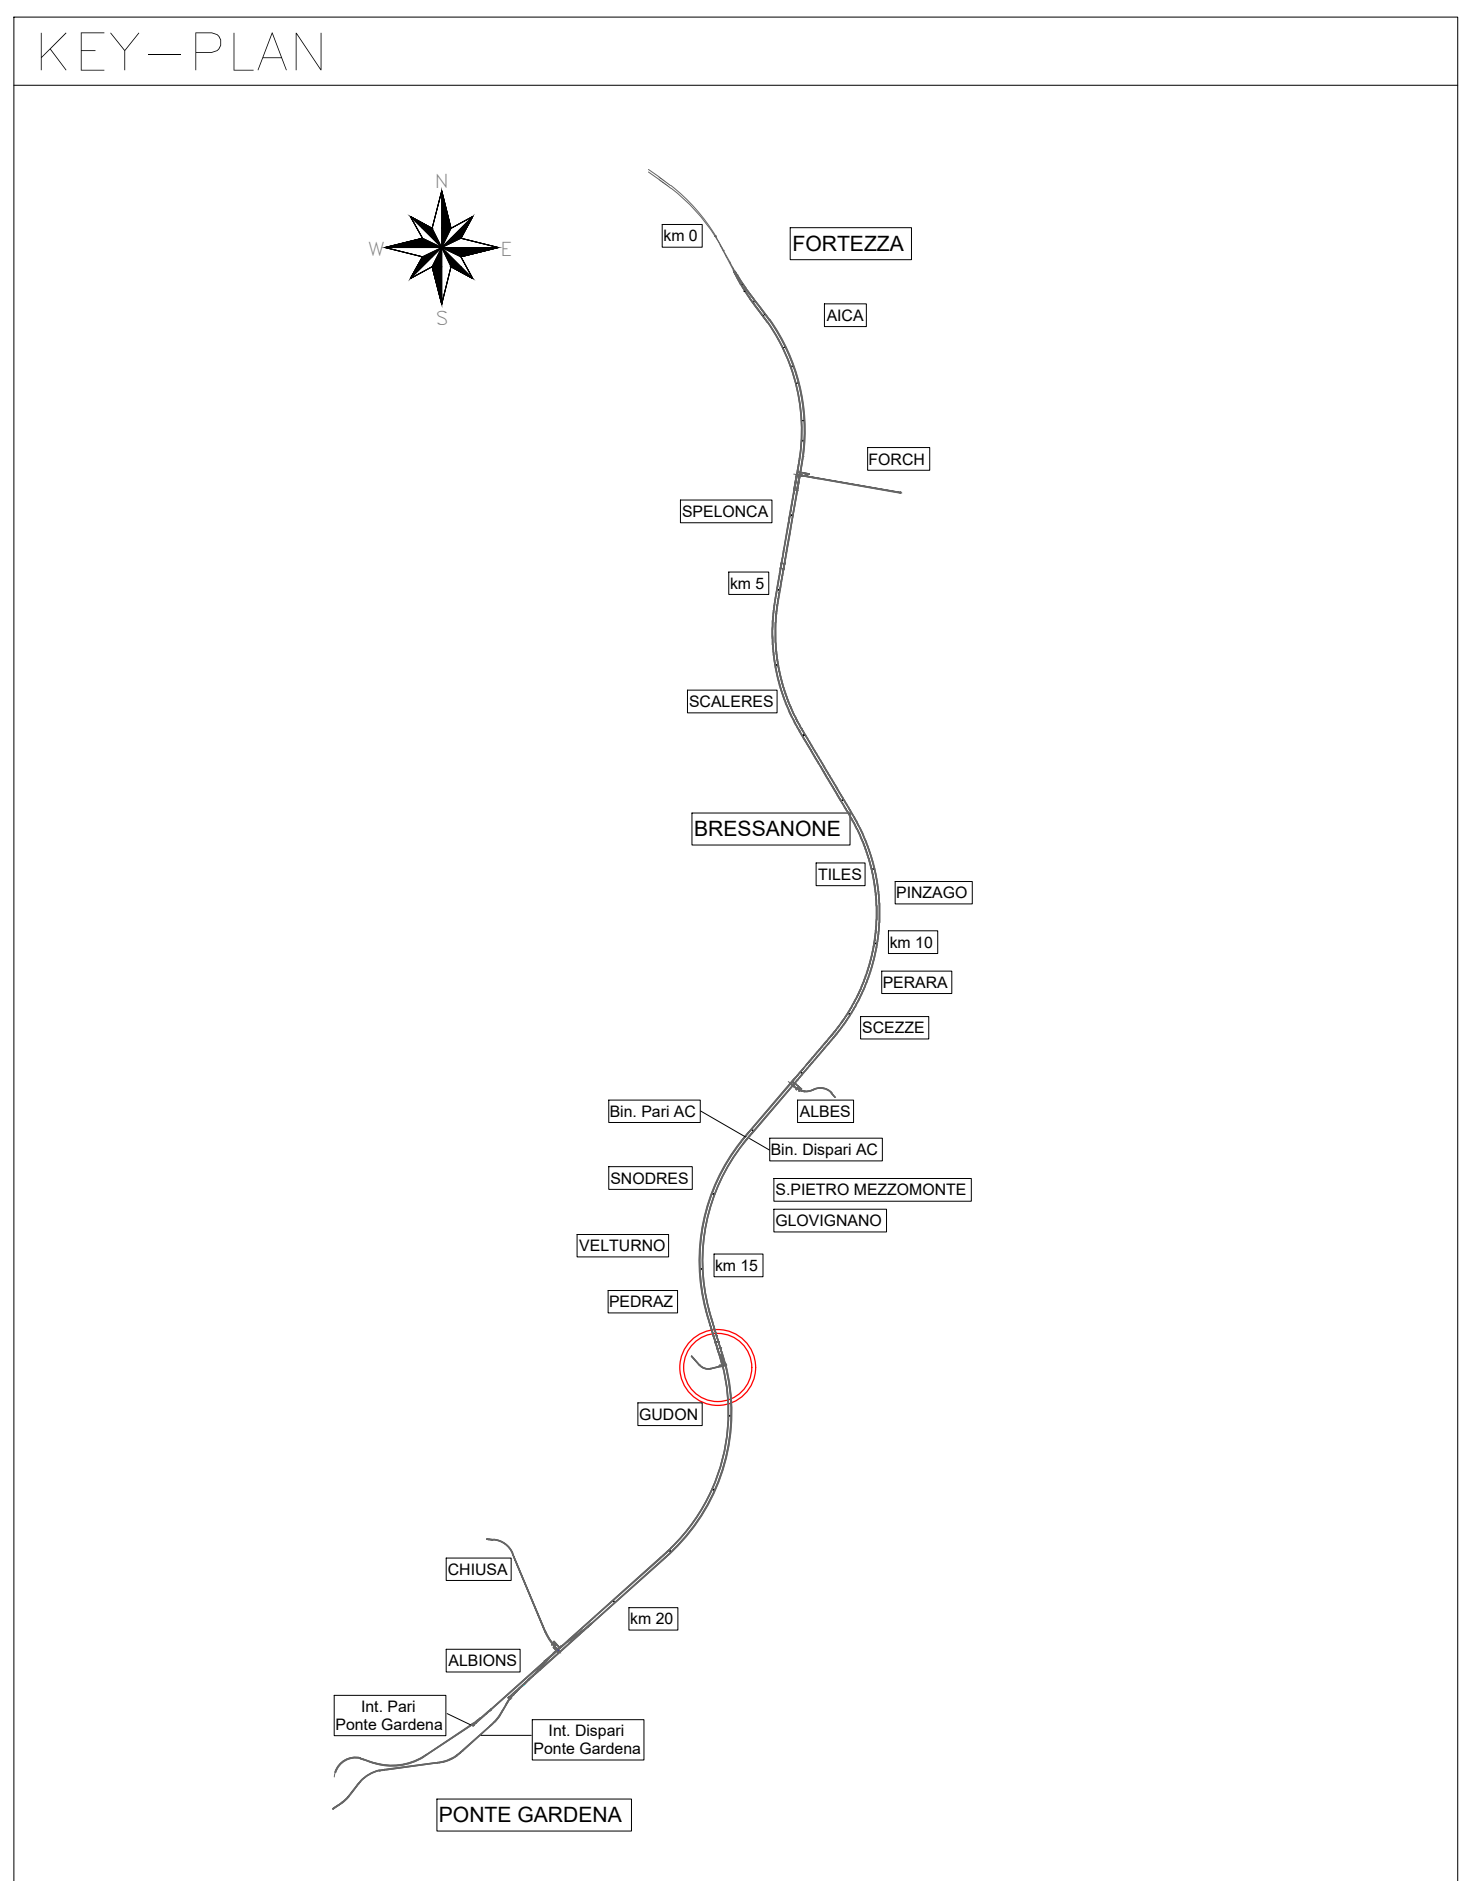 KEY-PLAN
N
W
E
S
km 0
FORTEZZA
AICA
FORCH
SPELONCA
km 5
SCALERES
BRESSANONE
TILES
PINZAGO
km 10
PERARA
SCEZZE
Bin. Pari AC
ALBES
Bin. Dispari AC
SNODRES
S.PIETRO MEZZOMONTE
GLOVIGNANO
VELTURNO
km 15
PEDRAZ
GUDON
CHIUSA
km 20
ALBIONS
Int. Pari
Ponte Gardena
Int. Dispari
Ponte Gardena
PONTE GARDENA